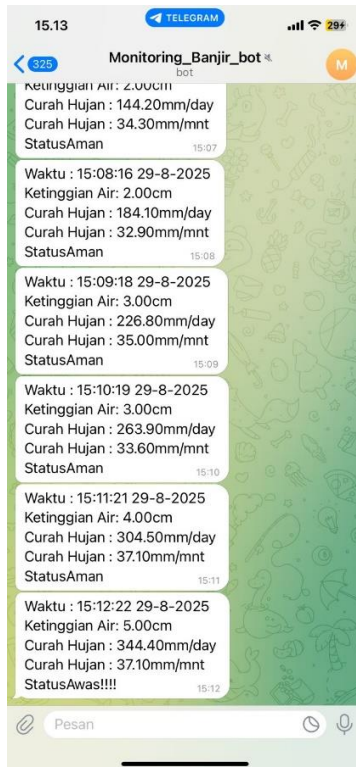 15.13
TELEGRAM
29
325
Monitoring_Banjir_bot
bot
M
Ketinggian Air: 2.00cm
Curah Hujan : 144.20mm/day
Curah Hujan : 34.30mm/mnt
StatusAman
15:07
Waktu : 15:08:16 29-8-2025
Ketinggian Air: 2.00cm
Curah Hujan : 184.10mm/day
Curah Hujan : 32.90mm/mnt
StatusAman
15:08
Waktu : 15:09:18 29-8-2025
Ketinggian Air: 3.00cm
Curah Hujan : 226.80mm/day
Curah Hujan : 35.00mm/mnt
StatusAman
15:09
Waktu : 15:10:19 29-8-2025
Ketinggian Air: 3.00cm
Curah Hujan : 263.90mm/day
Curah Hujan : 33.60mm/mnt
StatusAman
15:10
Waktu : 15:11:21 29-8-2025
Ketinggian Air: 4.00cm
Curah Hujan : 304.50mm/day
Curah Hujan : 37.10mm/mnt
StatusAman
15:11
Waktu : 15:12:22 29-8-2025
Ketinggian Air: 5.00cm
Curah Hujan : 344.40mm/day
Curah Hujan : 37.10mm/mnt
StatusAwas!!!!
15:12
Pesan